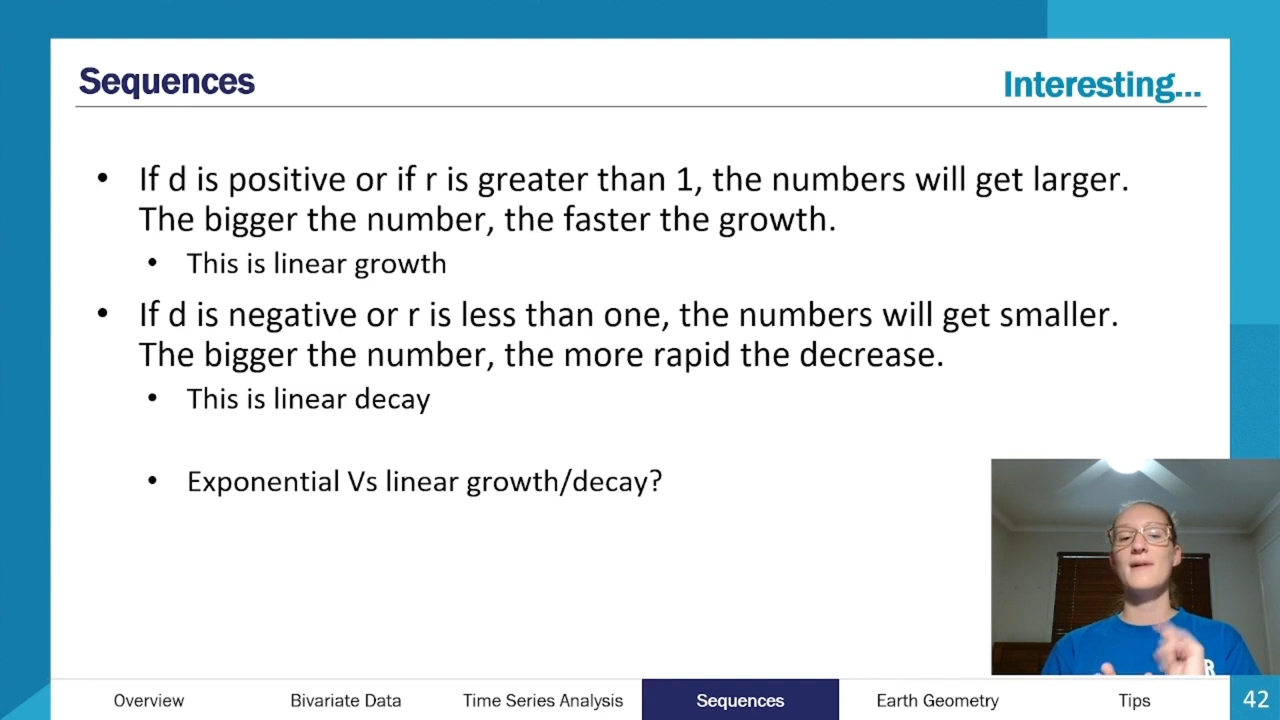 Sequences
Interesting...
• If d is positive or if r is greater than 1, the numbers will get larger.
The bigger the number, the faster the growth.
• This is linear growth
• If d is negative or r is less than one, the numbers will get smaller.
The bigger the number, the more rapid the decrease.
• This is linear decay
• Exponential Vs linear growth/decay?
R
Overview
Bivariate Data
Time Series Analysis
Sequences
Earth Geometry
Tips
42